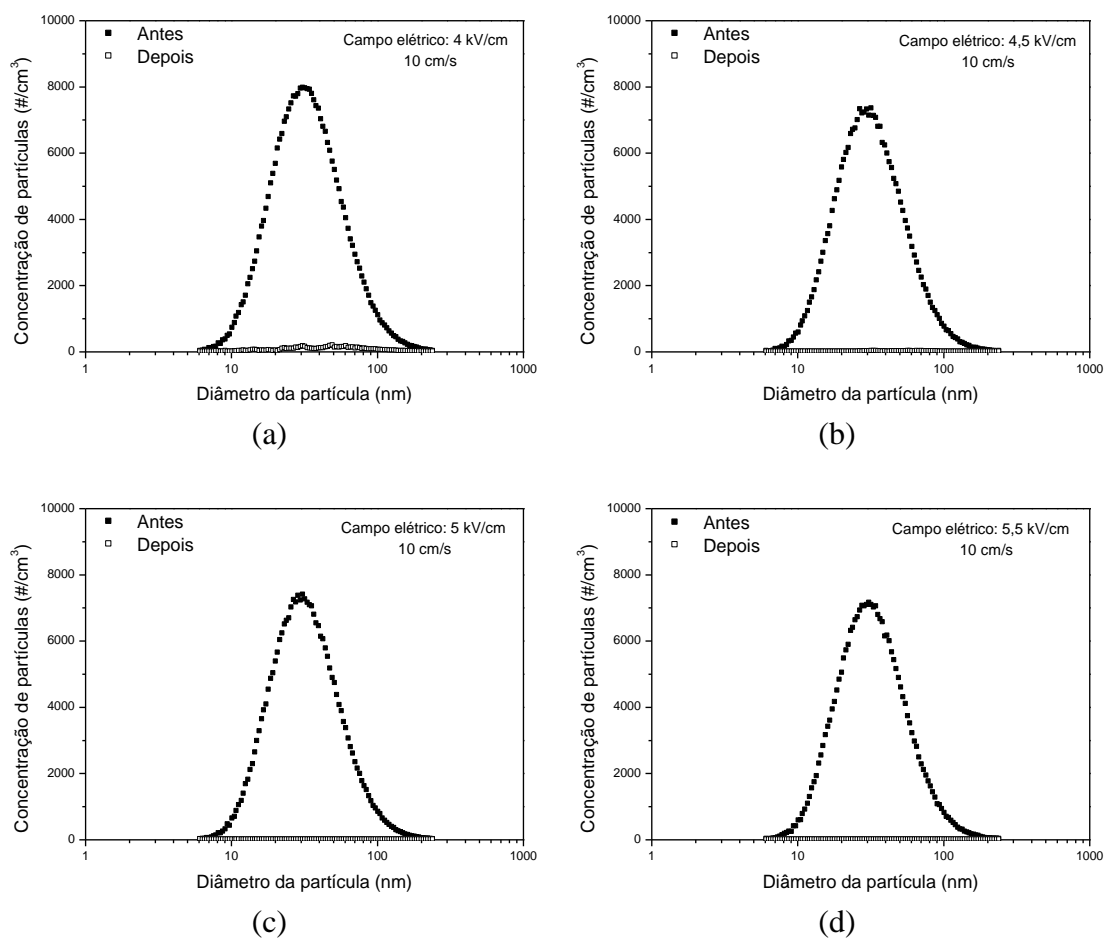 10000
8000
6000
4000
2000
0
Concentração de partículas (#/cm³)
Antes
Depois
Campo elétrico: 4 kV/cm
10 cm/s
1
10
100
1000
Diâmetro da partícula (nm)
(a)
10000
8000
6000
4000
2000
0
Concentração de partículas (#/cm³)
Antes
Depois
Campo elétrico: 4,5 kV/cm
10 cm/s
1
10
100
1000
Diâmetro da partícula (nm)
(b)
10000
8000
6000
4000
2000
0
Concentração de partículas (#/cm³)
Antes
Depois
Campo elétrico: 5 kV/cm
10 cm/s
1
10
100
1000
Diâmetro da partícula (nm)
(c)
10000
8000
6000
4000
2000
0
Concentração de partículas (#/cm³)
Antes
Depois
Campo elétrico: 5,5 kV/cm
10 cm/s
1
10
100
1000
Diâmetro da partícula (nm)
(d)